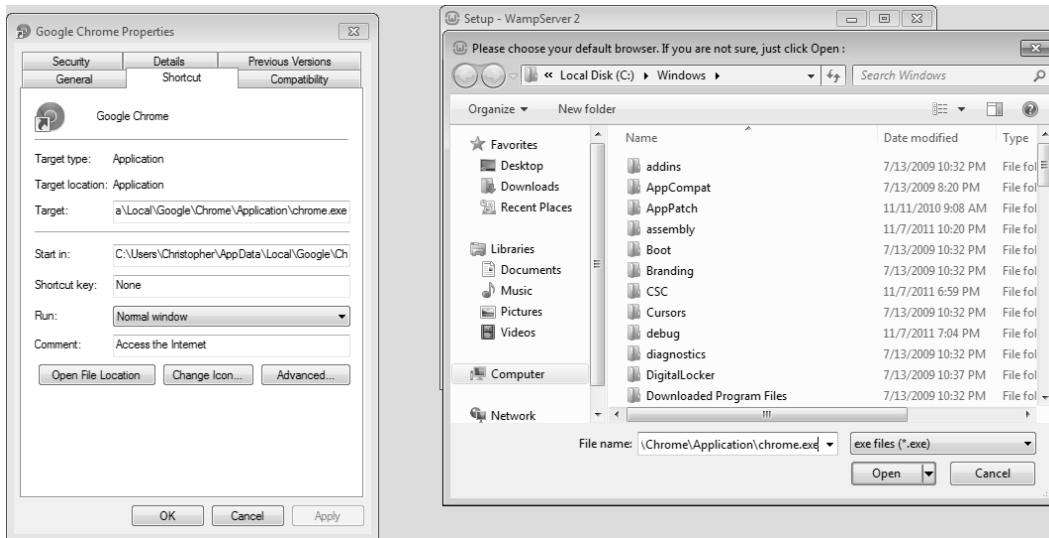 Google Chrome Properties
Security Details Previous Versions
General Shortcut Compatibility
Google Chrome
Target type: Application
Target location: Application
Target: a\Local\Google\Chrome\Application\chrome.exe
Start in: C:\Users\Christopher\AppData\Local\Google\Ch
Shortcut key: None
Run: Normal window
Comment: Access the Internet
Open File Location Change Icon... Advanced...
OK Cancel Apply
Setup - WampServer 2
Please choose your default browser. If you are not sure, just click Open :
« Local Disk (C:) Windows Search Windows
Organize New folder
Favorites
Desktop
Downloads
Recent Places
Libraries
Documents
Music
Pictures
Videos
Computer
Network
Name Date modified Type
addins 7/13/2009 10:32 PM File fol
AppCompat 7/13/2009 8:20 PM File fol
AppPatch 11/11/2010 9:08 AM File fol
assembly 11/7/2011 10:20 PM File fol
Boot 7/13/2009 10:32 PM File fol
Branding 7/13/2009 10:32 PM File fol
CSC 11/7/2011 6:59 PM File fol
Cursors 7/13/2009 10:32 PM File fol
debug 11/7/2011 7:04 PM File fol
diagnostics 7/13/2009 10:32 PM File fol
DigitalLocker 7/13/2009 10:37 PM File fol
Downloaded Program Files 7/13/2009 10:32 PM File fol
File name: \Chrome\Application\chrome.exe exe files (*.exe)
Open Cancel